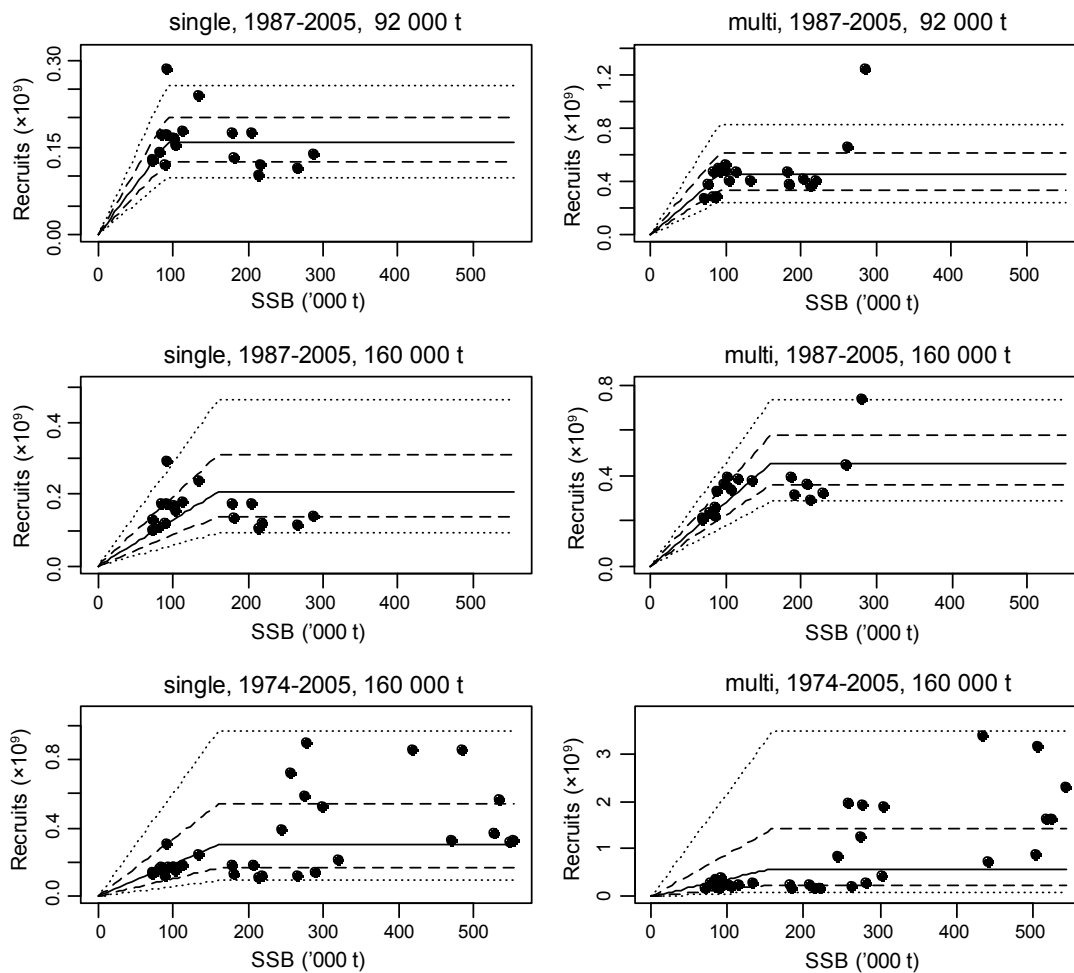 single, 1987-2005, 92 000 t
Recruits (×10⁹)
0.30
0.15
0.00
0 100 200 300 400 500
SSB ('000 t)
multi, 1987-2005, 92 000 t
Recruits (×10⁹)
1.2
0.8
0.4
0.0
0 100 200 300 400 500
SSB ('000 t)
single, 1987-2005, 160 000 t
Recruits (×10⁹)
0.4
0.2
0.0
0 100 200 300 400 500
SSB ('000 t)
multi, 1987-2005, 160 000 t
Recruits (×10⁹)
0.8
0.4
0.0
0 100 200 300 400 500
SSB ('000 t)
single, 1974-2005, 160 000 t
Recruits (×10⁹)
0.8
0.4
0.0
0 100 200 300 400 500
SSB ('000 t)
multi, 1974-2005, 160 000 t
Recruits (×10⁹)
3
2
1
0
0 100 200 300 400 500
SSB ('000 t)